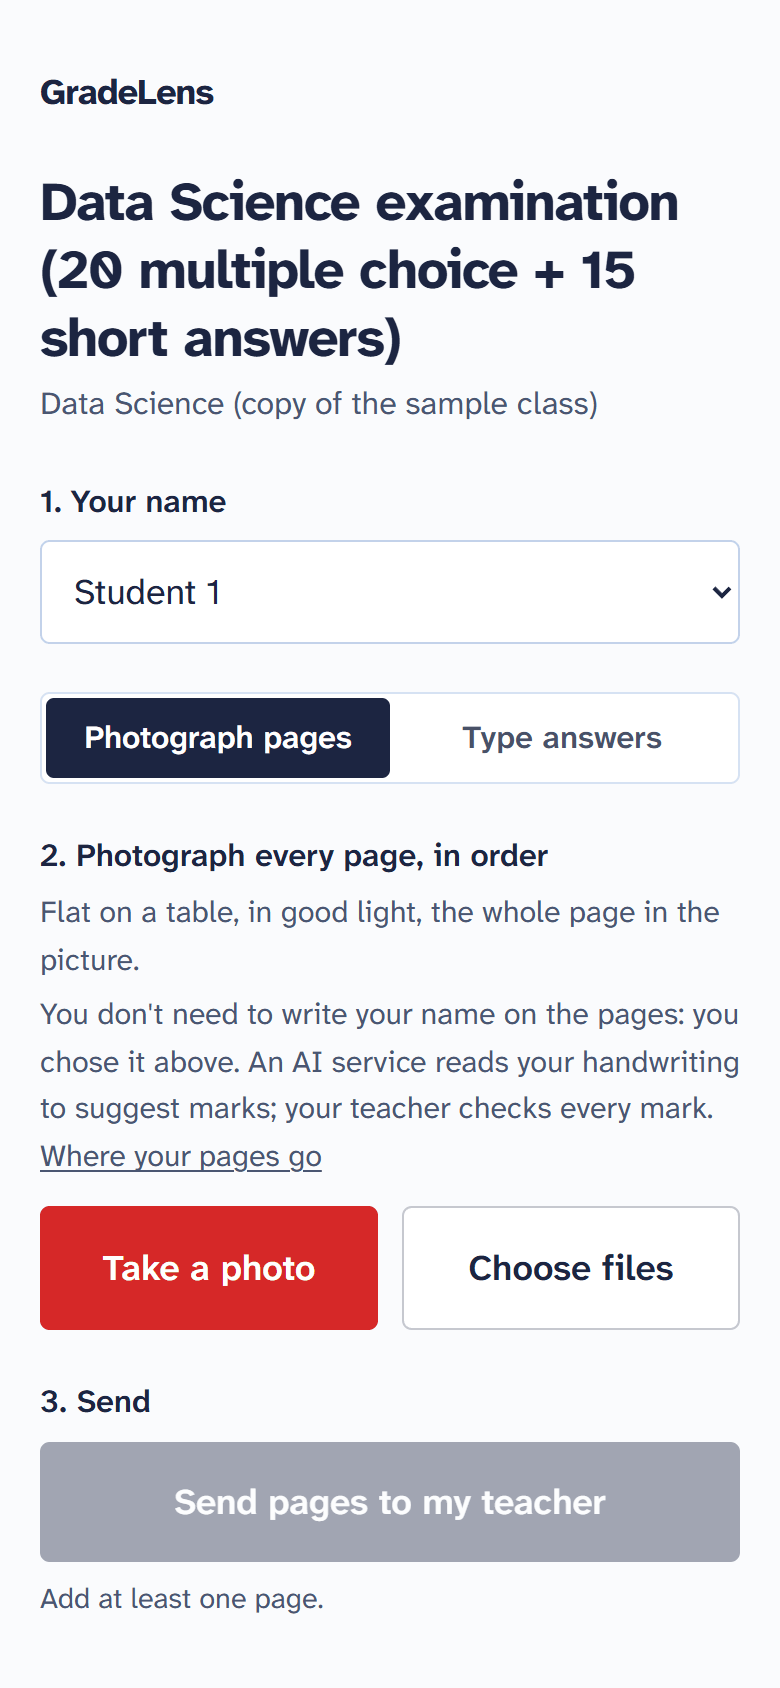 GradeLens
Data Science examination
(20 multiple choice + 15
short answers)
Data Science (copy of the sample class)
1. Your name
Student 1
Photograph pages
Type answers
2. Photograph every page, in order
Flat on a table, in good light, the whole page in the
picture.
You don't need to write your name on the pages: you
chose it above. An AI service reads your handwriting
to suggest marks; your teacher checks every mark.
Where your pages go
Take a photo
Choose files
3. Send
Send pages to my teacher
Add at least one page.